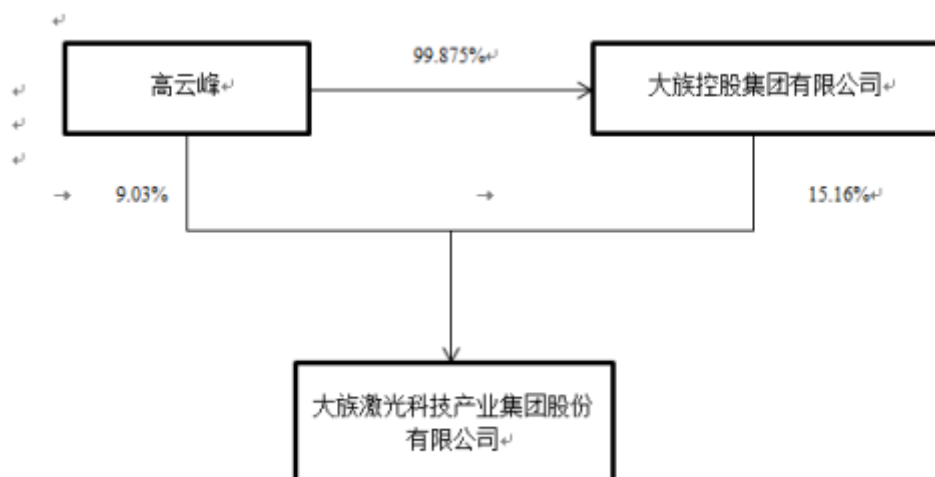 99.875%
高云峰
大族控股集团有限公司
9.03%
15.16%
大族激光科技产业集团股份
有限公司